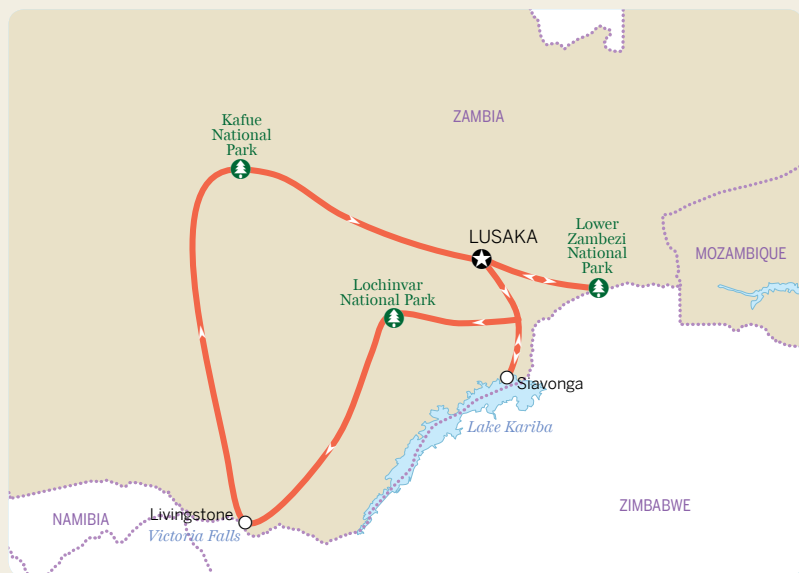 Kafue
National
Park
ZAMBIA
LUSAKA
Lower
Zambezi
National
Park
MOZAMBIQUE
Lochinvar
National Park
Siavonga
Lake Kariba
ZIMBABWE
Livingstone
NAMIBIA
Victoria Falls